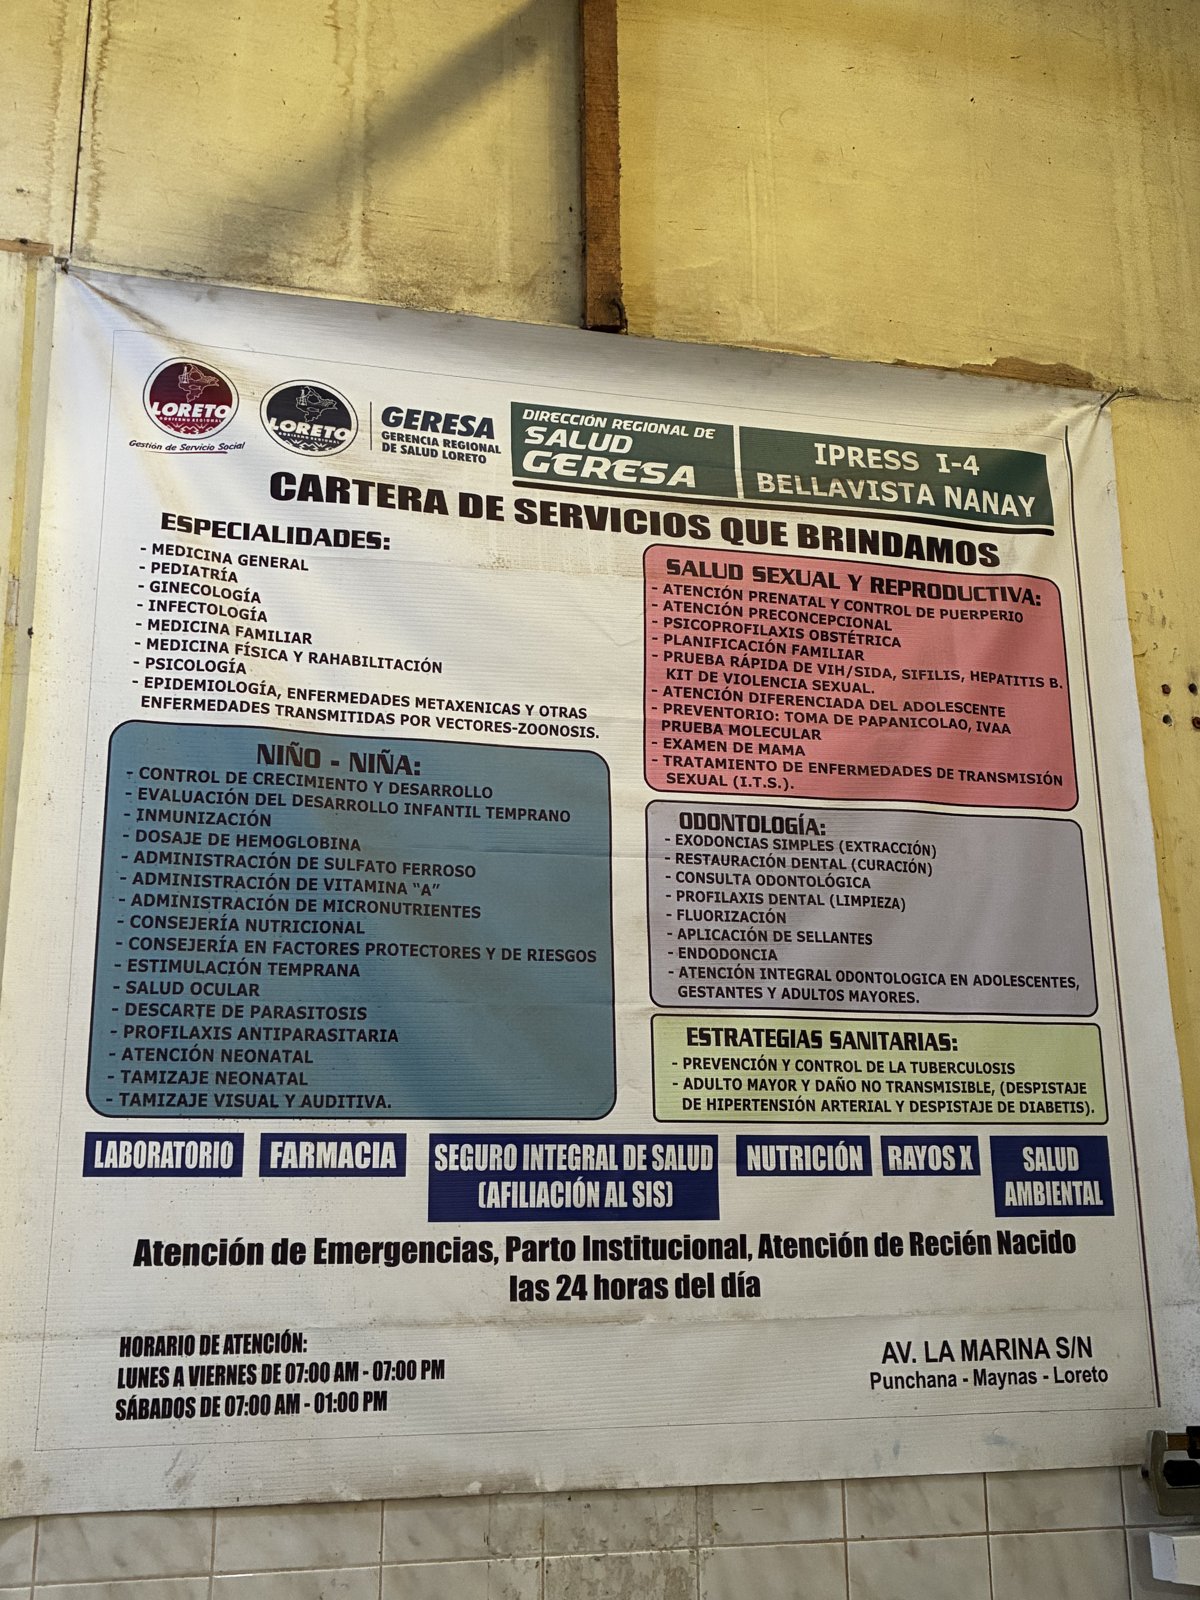 LORETO
GOBIERNO REGIONAL
Gestión de Servicio Social
LORETO
GERESA
GERENCIA REGIONAL
DE SALUD LORETO
DIRECCIÓN REGIONAL DE
SALUD
GERESA
IPRESS I-4
BELLAVISTA NANAY
CARTERA DE SERVICIOS QUE BRINDAMOS
ESPECIALIDADES:
- MEDICINA GENERAL
- PEDIATRÍA
- GINECOLOGÍA
- INFECTOLOGÍA
- MEDICINA FAMILIAR
- MEDICINA FÍSICA Y RAHABILITACIÓN
- PSICOLOGÍA
- EPIDEMIOLOGÍA, ENFERMEDADES METAXENICAS Y OTRAS
ENFERMEDADES TRANSMITIDAS POR VECTORES-ZOONOSIS.
NIÑO - NIÑA:
- CONTROL DE CRECIMIENTO Y DESARROLLO
- EVALUACIÓN DEL DESARROLLO INFANTIL TEMPRANO
- INMUNIZACIÓN
- DOSAJE DE HEMOGLOBINA
- ADMINISTRACIÓN DE SULFATO FERROSO
- ADMINISTRACIÓN DE VITAMINA “A”
- ADMINISTRACIÓN DE MICRONUTRIENTES
- CONSEJERÍA NUTRICIONAL
- CONSEJERÍA EN FACTORES PROTECTORES Y DE RIESGOS
- ESTIMULACIÓN TEMPRANA
- SALUD OCULAR
- DESCARTE DE PARASITOSIS
- PROFILAXIS ANTIPARASITARIA
- ATENCIÓN NEONATAL
- TAMIZAJE NEONATAL
- TAMIZAJE VISUAL Y AUDITIVA.
SALUD SEXUAL Y REPRODUCTIVA:
- ATENCIÓN PRENATAL Y CONTROL DE PUERPERIO
- ATENCIÓN PRECONCEPCIONAL
- PSICOPROFILAXIS OBSTÉTRICA
- PLANIFICACIÓN FAMILIAR
- PRUEBA RÁPIDA DE VIH/SIDA, SIFILIS, HEPATITIS B.
KIT DE VIOLENCIA SEXUAL.
- ATENCIÓN DIFERENCIADA DEL ADOLESCENTE
- PREVENTORIO: TOMA DE PAPANICOLAO, IVAA
PRUEBA MOLECULAR
- EXAMEN DE MAMA
- TRATAMIENTO DE ENFERMEDADES DE TRANSMISIÓN
SEXUAL (I.T.S.).
ODONTOLOGÍA:
- EXODONCIAS SIMPLES (EXTRACCIÓN)
- RESTAURACIÓN DENTAL (CURACIÓN)
- CONSULTA ODONTOLÓGICA
- PROFILAXIS DENTAL (LIMPIEZA)
- FLUORIZACIÓN
- APLICACIÓN DE SELLANTES
- ENDODONCIA
- ATENCIÓN INTEGRAL ODONTOLOGICA EN ADOLESCENTES,
GESTANTES Y ADULTOS MAYORES.
ESTRATEGIAS SANITARIAS:
- PREVENCIÓN Y CONTROL DE LA TUBERCULOSIS
- ADULTO MAYOR Y DAÑO NO TRANSMISIBLE, (DESPISTAJE
DE HIPERTENSIÓN ARTERIAL Y DESPISTAJE DE DIABETIS).
LABORATORIO
FARMACIA
SEGURO INTEGRAL DE SALUD
(AFILIACIÓN AL SIS)
NUTRICIÓN
RAYOS X
SALUD
AMBIENTAL
Atención de Emergencias, Parto Institucional, Atención de Recién Nacido
las 24 horas del día
HORARIO DE ATENCIÓN:
LUNES A VIERNES DE 07:00 AM - 07:00 PM
SÁBADOS DE 07:00 AM - 01:00 PM
AV. LA MARINA S/N
Punchana - Maynas - Loreto